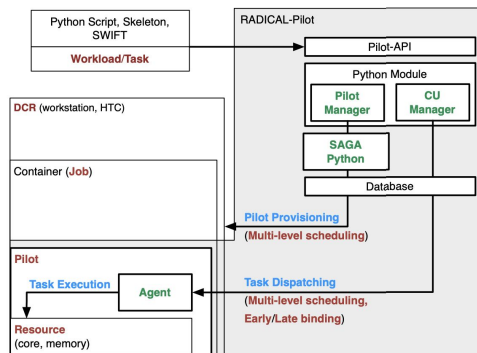 Python Script, Skeleton,
SWIFT
Workload/Task
RADICAL-Pilot
Pilot-API
Python Module
Pilot
Manager
CU
Manager
SAGA
Python
Database
DCR (workstation, HTC)
Container (Job)
Pilot Provisioning
(Multi-level scheduling)
Pilot
Task Execution
Agent
Task Dispatching
(Multi-level scheduling,
Early/Late binding)
Resource
(core, memory)